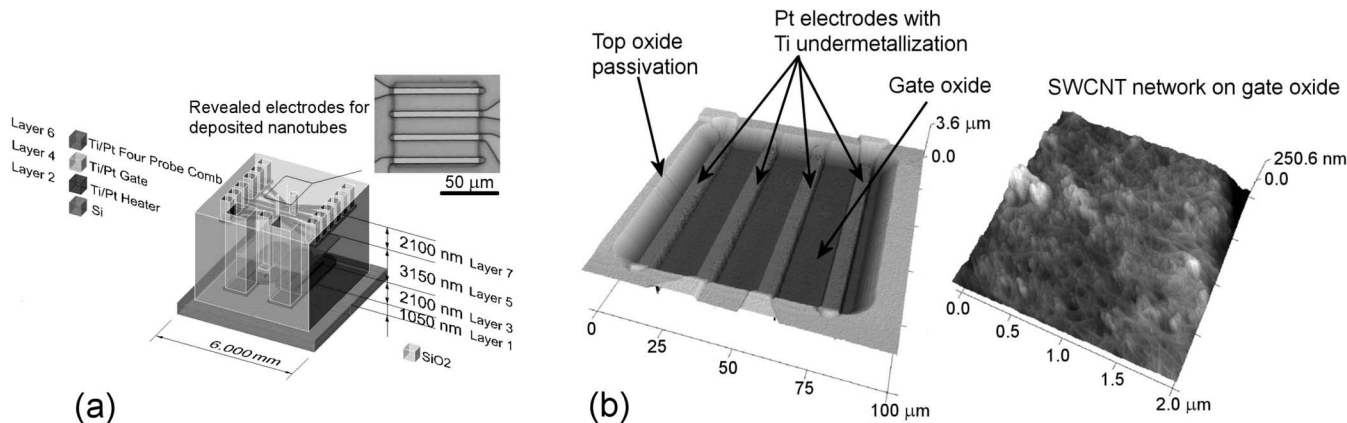 Revealed electrodes for
deposited nanotubes
Layer 6
Ti/Pt Four Probe Comb
Layer 4
Ti/Pt Gate
Layer 2
Ti/Pt Heater
Si
50 μm
2100 nm Layer 7
3150 nm Layer 5
2100 nm Layer 3
1050 nm Layer 1
6.000mm
SiO2
(a)
Top oxide
passivation
Pt electrodes with
Ti undermetallization
Gate oxide
3.6 μm
0.0
0
25
50
75
100 μm
(b)
SWCNT network on gate oxide
250.6 nm
0.0
0.0
0.5
1.0
1.5
2.0 μm